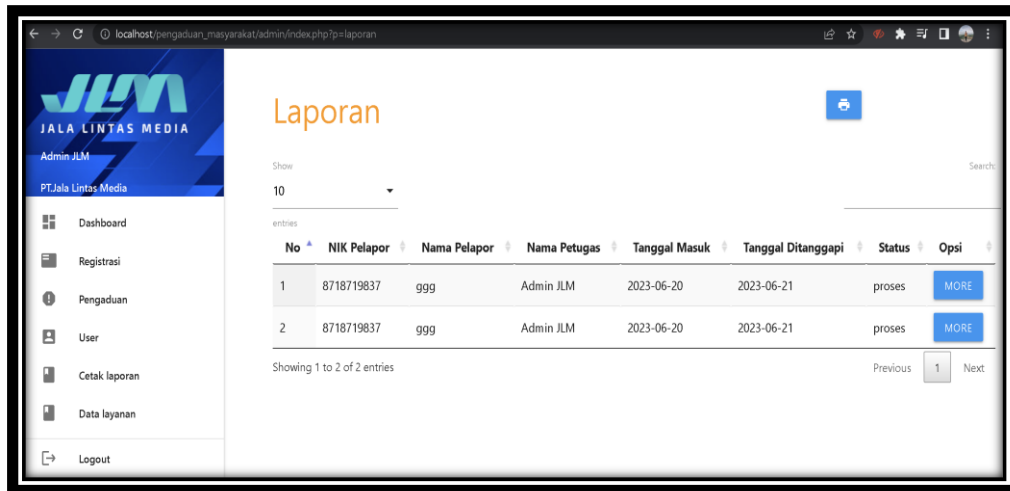 localhost/pengaduan_masyarakat/admin/index.php?p=laporan
JLM
JALA LINTAS MEDIA
Admin JLM
PT.Jala Lintas Media
Dashboard
Registrasi
Pengaduan
User
Cetak laporan
Data layanan
Logout
Laporan
Show
10
entries
Search:
No NIK Pelapor Nama Pelapor Nama Petugas Tanggal Masuk Tanggal Ditanggapi Status Opsi
1 8718719837 ggg Admin JLM 2023-06-20 2023-06-21 proses MORE
2 8718719837 ggg Admin JLM 2023-06-20 2023-06-21 proses MORE
Showing 1 to 2 of 2 entries
Previous 1 Next